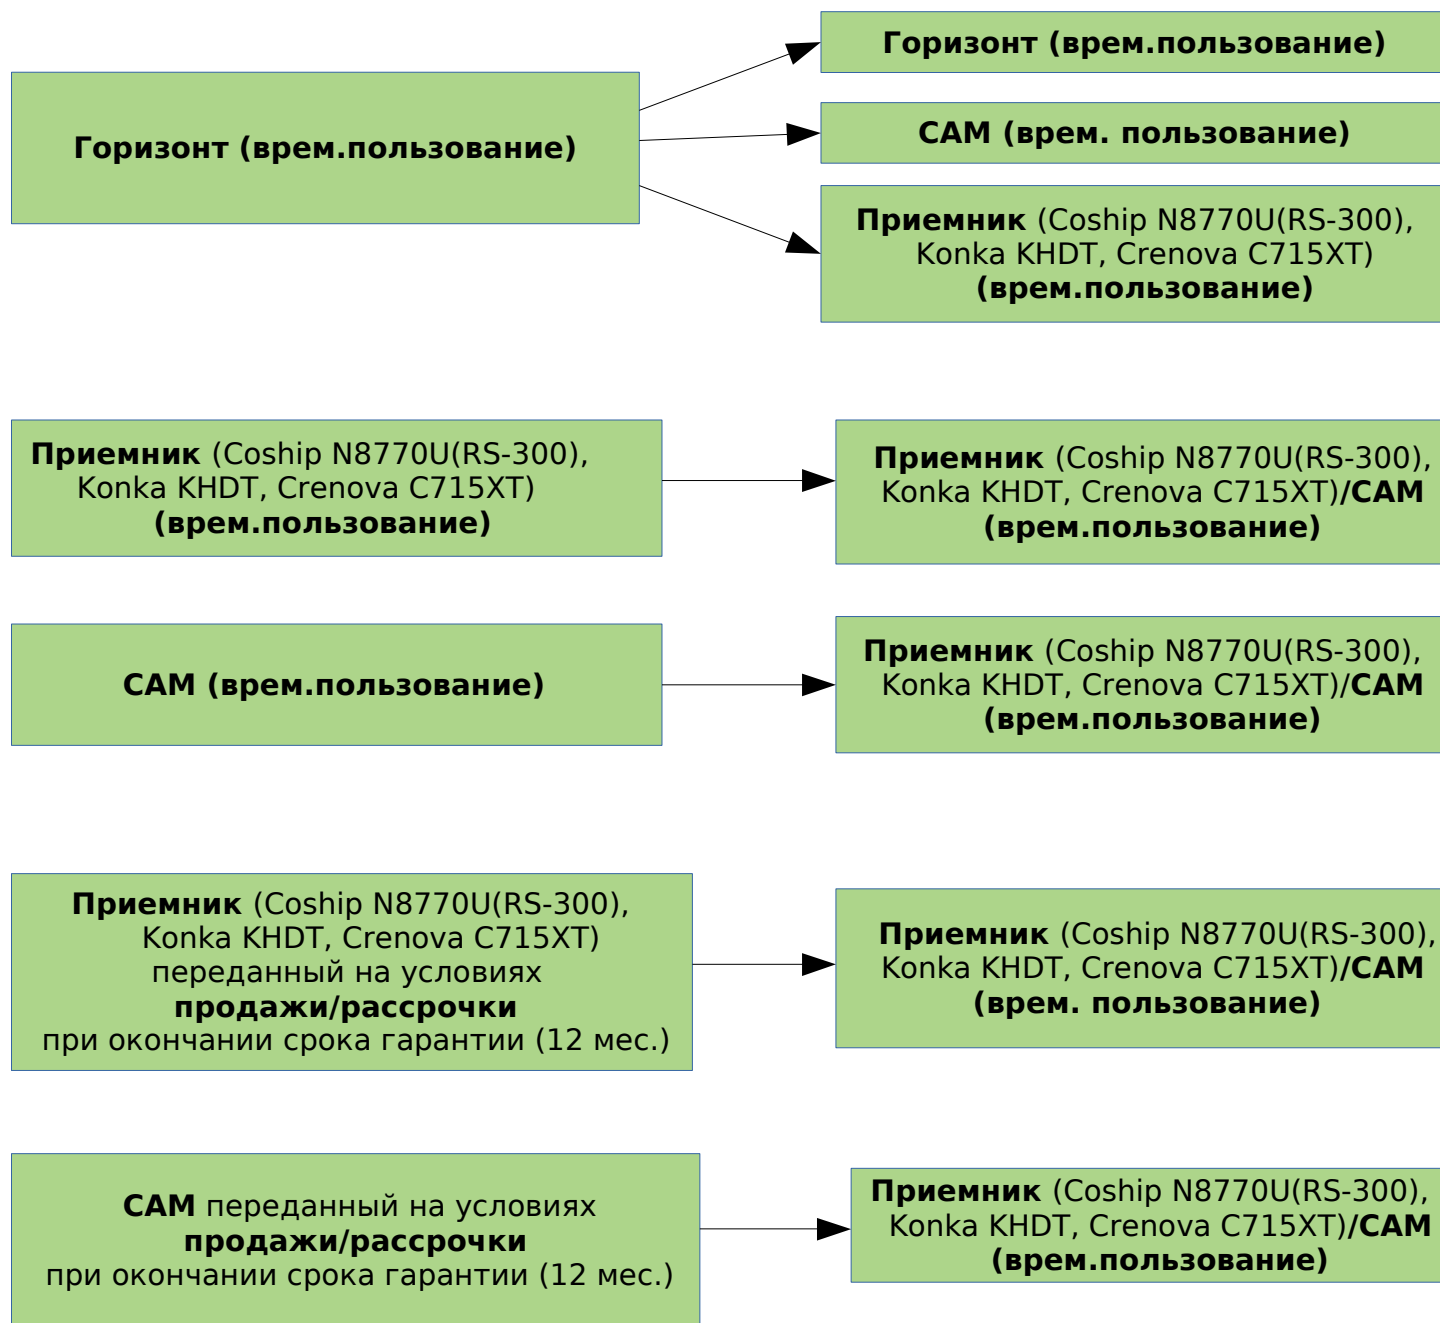 Горизонт (врем.пользование)
Горизонт (врем.пользование)
САМ (врем. пользование)
Приемник (Coship N8770U(RS-300),
Konka KHDT, Crenova C715XT)
(врем.пользование)
Приемник (Coship N8770U(RS-300),
Konka KHDT, Crenova C715XT)
(врем.пользование)
Приемник (Coship N8770U(RS-300),
Konka KHDT, Crenova C715XT)/САМ
(врем.пользование)
САМ (врем.пользование)
Приемник (Coship N8770U(RS-300),
Konka KHDT, Crenova C715XT)/САМ
(врем.пользование)
Приемник (Coship N8770U(RS-300),
Konka KHDT, Crenova C715XT)
переданный на условиях
продажи/рассрочки
при окончании срока гарантии (12 мес.)
Приемник (Coship N8770U(RS-300),
Konka KHDT, Crenova C715XT)/САМ
(врем. пользование)
САМ переданный на условиях
продажи/рассрочки
при окончании срока гарантии (12 мес.)
Приемник (Coship N8770U(RS-300),
Konka KHDT, Crenova C715XT)/САМ
(врем.пользование)